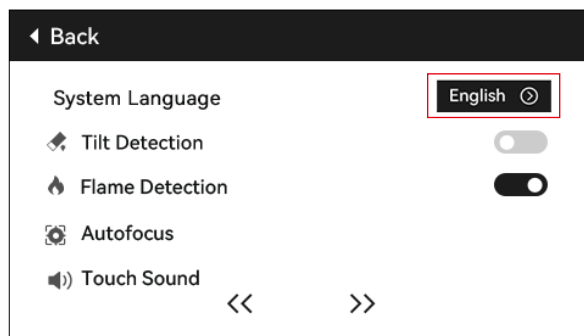 Back
System Language English
Tilt Detection
Flame Detection
Autofocus
Touch Sound
<< >>